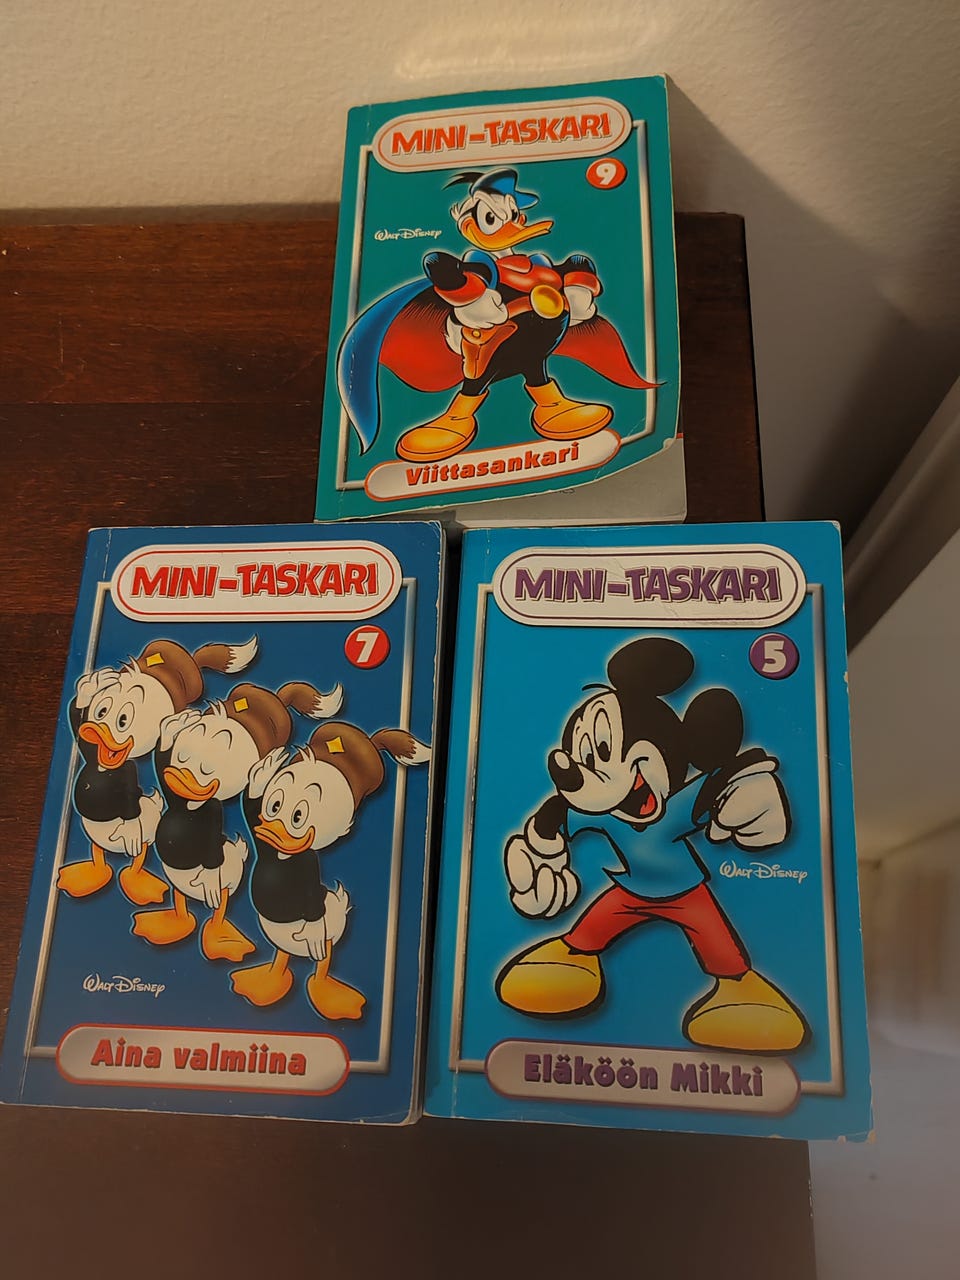 MINI-TASKARI
9
WALT DISNEY
Viittasankari
MINI-TASKARI
7
WALT DISNEY
Aina valmiina
MINI-TASKARI
5
WALT DISNEY
Eläköön Mikki